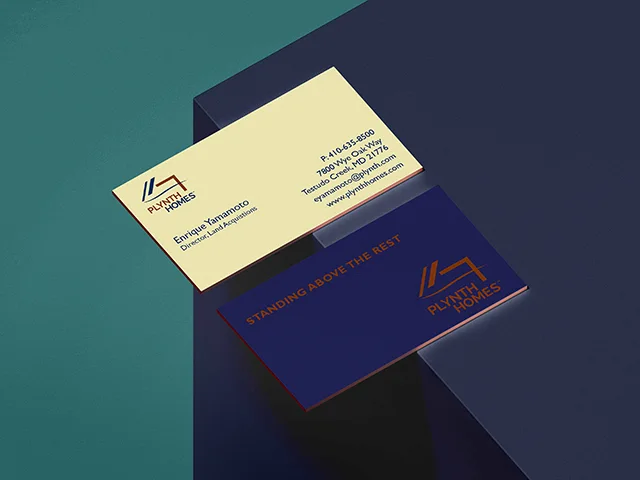 PLYNTH
HOMES
Enrique Yamamoto
Director, Land Acquistions
P: 410-635-8500
7800 Wye Oak Way
Testudo Creek, MD 21776
eyamamoto@plynth.com
www.plynthhomes.com
STANDING ABOVE THE REST
PLYNTH
HOMES